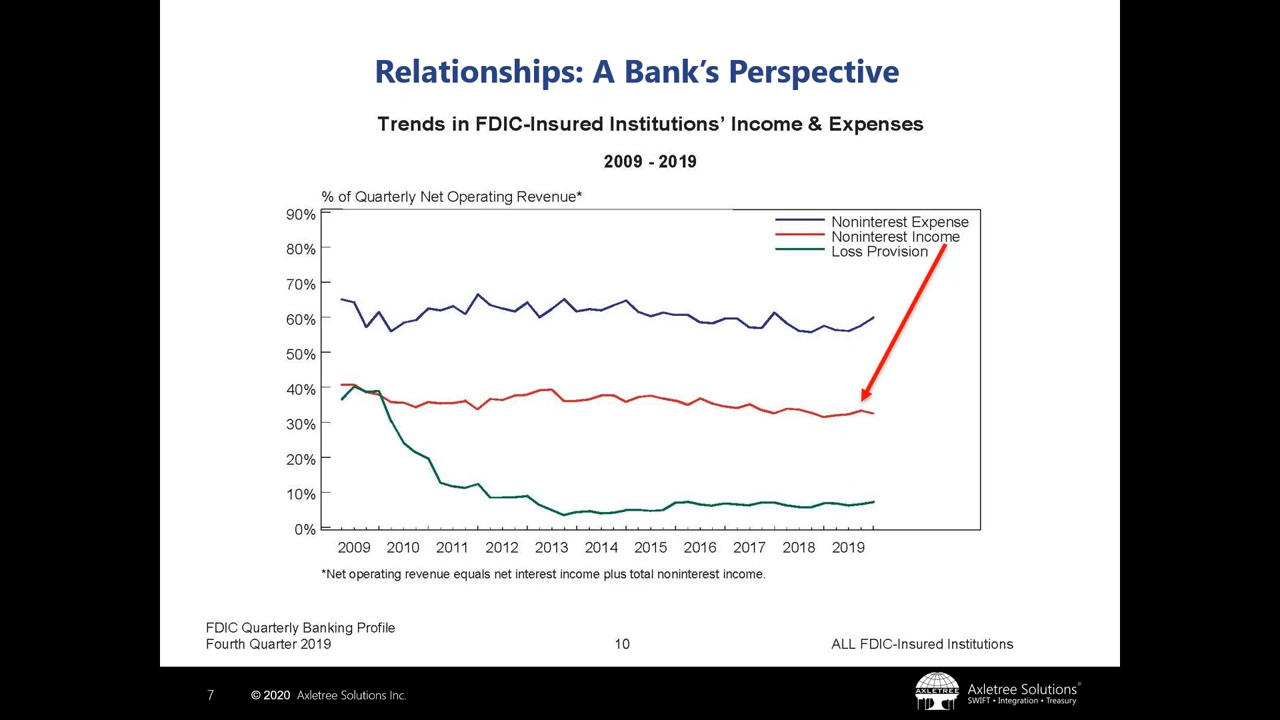 Relationships: A Bank's Perspective
Trends in FDIC-Insured Institutions' Income & Expenses
2009 - 2019
% of Quarterly Net Operating Revenue*
90%
80%
70%
60%
50%
40%
30%
20%
10%
0%
Noninterest Expense
Noninterest Income
Loss Provision
2009 2010 2011 2012 2013 2014 2015 2016 2017 2018 2019
*Net operating revenue equals net interest income plus total noninterest income.
FDIC Quarterly Banking Profile
Fourth Quarter 2019 10 ALL FDIC-Insured Institutions
7 © 2020 Axletree Solutions Inc.
AXLETREE
Axletree Solutions®
SWIFT • Integration • Treasury